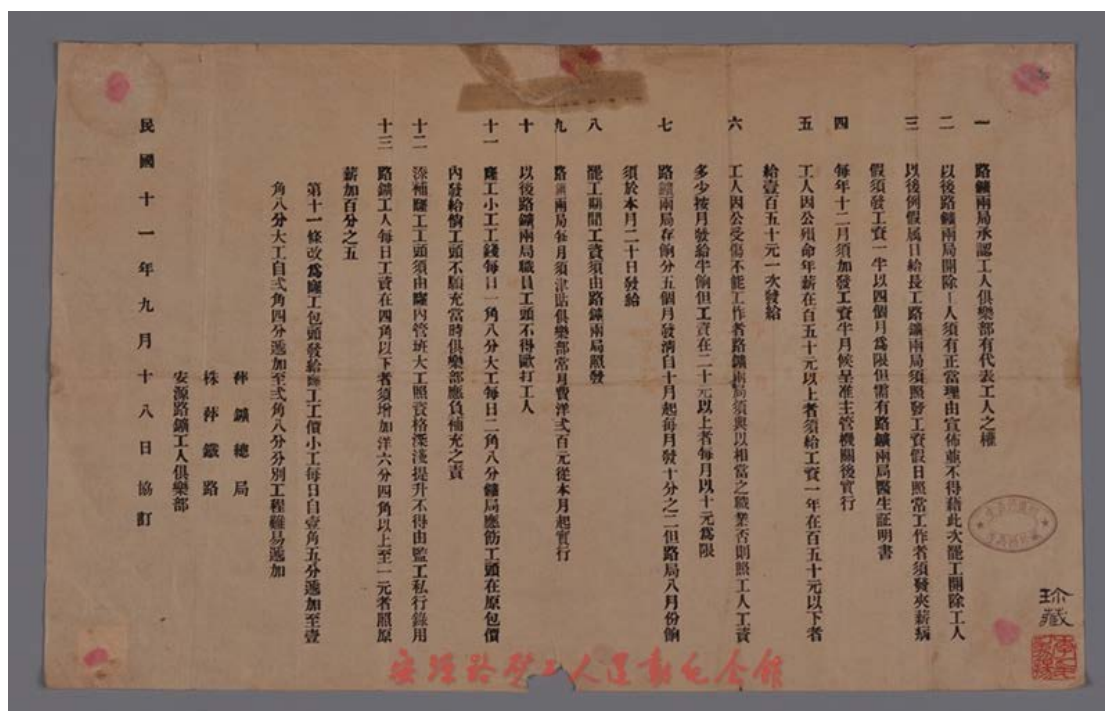 一　路鑛兩局承認工人俱樂部有代表工人之權
二　以後路鑛兩局開除工人須有正當理由宣佈並不得藉此次罷工開除工人
三　以後例假屬日給長工路鑛兩局須照發工資假日照常工作者須發夾薪病
假須發工資一半以四個月爲限但需有路鑛兩局醫生証明書
四　每年十二月須加發工資半月候呈准主管機關後實行
五　工人因公殞命年薪在百五十元以上者須給工資一年在百五十元以下者
給壹百五十元一次發給
六　工人因公受傷不能工作者路鑛兩局須與以相當之職業否則照工人工資
多少按月發給半餉但工資在二十元以上者每月以十元爲限
七　路鑛兩局存餉分五個月發清自十月起每月發十分之二但路局八月份餉
須於本月二十日發給
八　罷工期間工資須由路鑛兩局照發
九　路鑛兩局每月須津貼俱樂部常月費洋弍百元從本月起實行
十　以後路鑛兩局職員工頭不得毆打工人
十一　窿工小工工錢每日一角八分大工每日二角八分鑛局應飭工頭在原包價
內發給倘工頭不願充當時俱樂部應負補充之責
十二　添補窿工工頭須由窿內管班大工照資格深淺提升不得由監工私行錄用
十三　路鑛工人每日工資在四角以下者須增加洋六分四角以上至一元者照原
薪加百分之五
第十一條改爲窿工包頭發給窿工工價小工每日自壹角五分遞加至壹
角八分大工自弍角四分遞加至弍角八分分別工程難易遞加
萍鑛總局
株萍鐵路
安源路鑛工人俱樂部
民國十一年九月十八日協訂
珍藏
安源路矿工人运动纪念馆